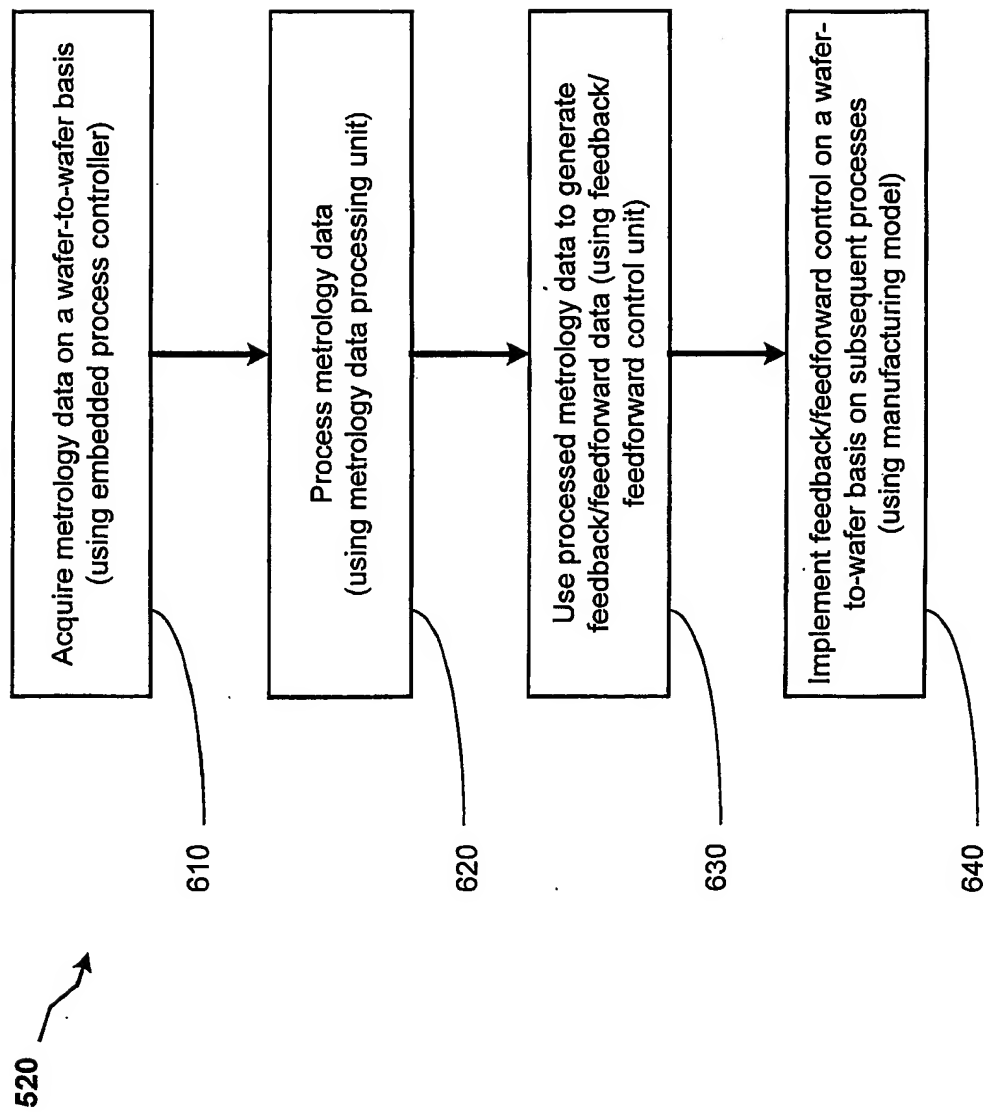 520
610
Acquire metrology data on a wafer-to-wafer basis
(using embedded process controller)
620
Process metrology data
(using metrology data processing unit)
630
Use processed metrology data to generate
feedback/feedforward data (using feedback/
feedforward control unit)
640
Implement feedback/feedforward control on a wafer-
to-wafer basis on subsequent processes
(using manufacturing model)